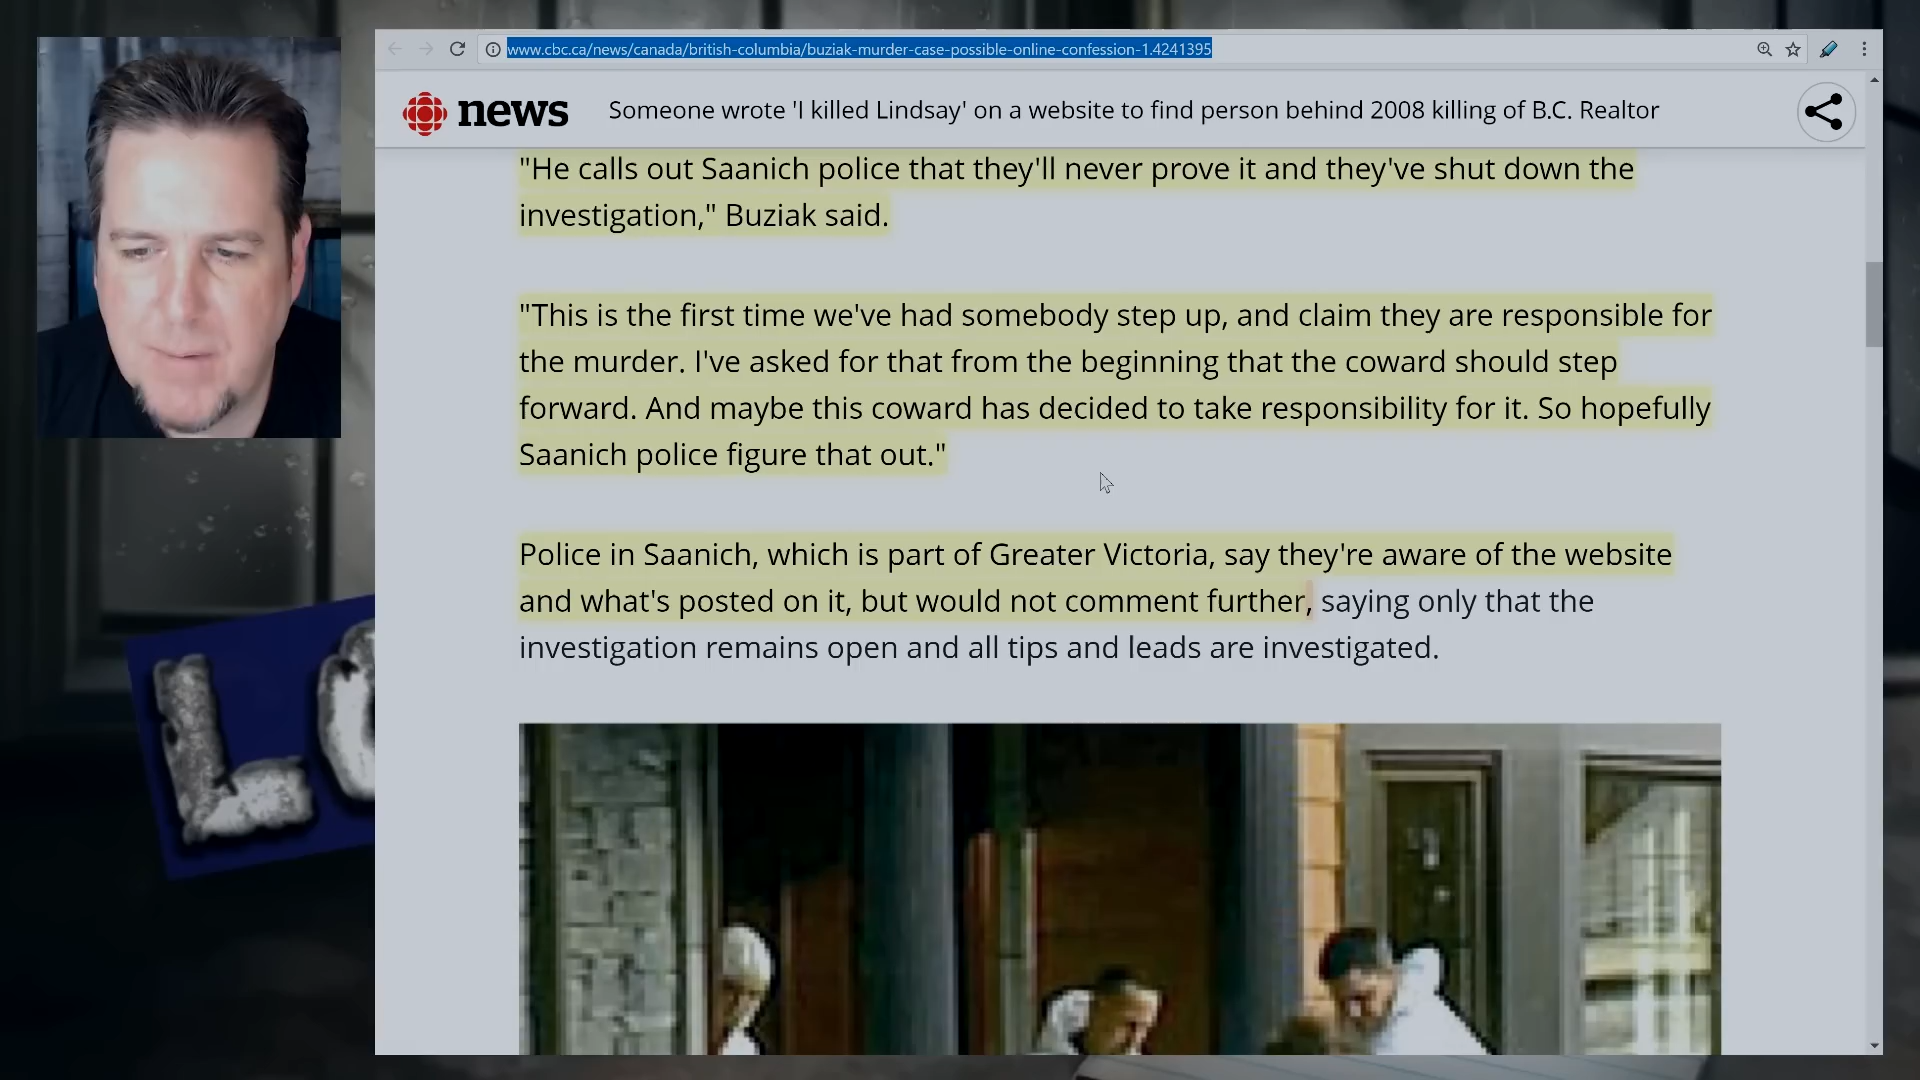 www.cbc.ca/news/canada/british-columbia/buziak-murder-case-possible-online-confession-1.4241395
news
Someone wrote 'I killed Lindsay' on a website to find person behind 2008 killing of B.C. Realtor
"He calls out Saanich police that they'll never prove it and they've shut down the
investigation," Buziak said.
"This is the first time we've had somebody step up, and claim they are responsible for
the murder. I've asked for that from the beginning that the coward should step
forward. And maybe this coward has decided to take responsibility for it. So hopefully
Saanich police figure that out."
Police in Saanich, which is part of Greater Victoria, say they're aware of the website
and what's posted on it, but would not comment further, saying only that the
investigation remains open and all tips and leads are investigated.